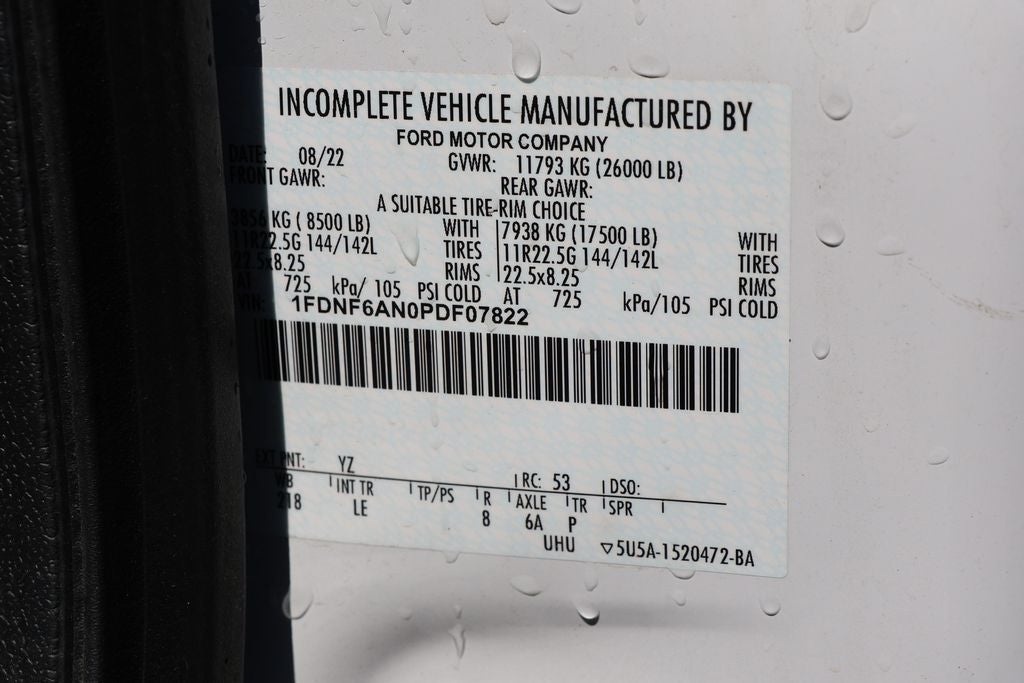 INCOMPLETE VEHICLE MANUFACTURED BY
FORD MOTOR COMPANY
DATE: 08/22 GVWR: 11793 KG (26000 LB)
FRONT GAWR: REAR GAWR:
A SUITABLE TIRE-RIM CHOICE
3856 KG ( 8500 LB) WITH 7938 KG (17500 LB) WITH
11R22.5G 144/142L TIRES 11R22.5G 144/142L TIRES
22.5x8.25 RIMS 22.5x8.25 RIMS
AT 725 kPa/ 105 PSI COLD AT 725 kPa/105 PSI COLD
VIN: 1FDNF6AN0PDF07822
EXT PNT: YZ RC: 53 DSO:
WB INT TR TP/PS R AXLE TR SPR
218 LE 8 6A P
UHU ▽5U5A-1520472-BA